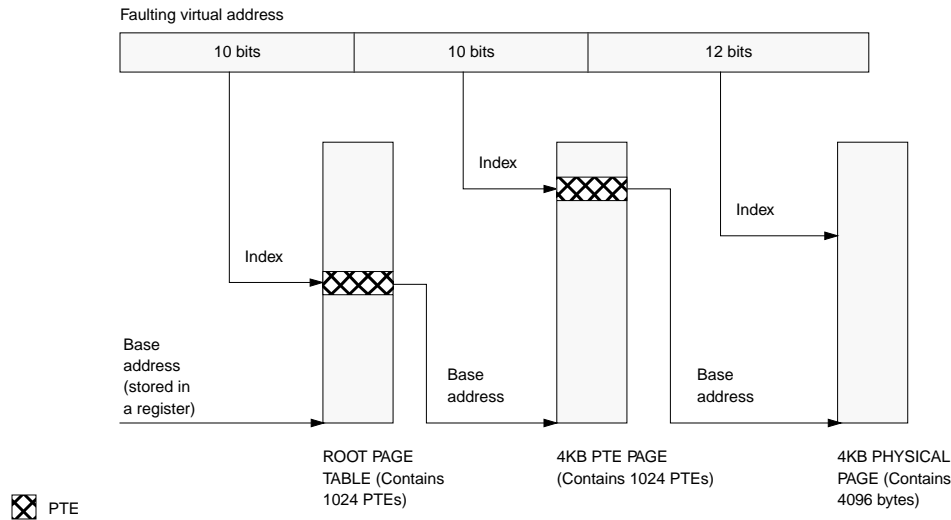 Faulting virtual address
10 bits
10 bits
12 bits
Index
Index
Index
Base
address
(stored in
a register)
Base
address
Base
address
ROOT PAGE
TABLE (Contains
1024 PTEs)
4KB PTE PAGE
(Contains 1024 PTEs)
4KB PHYSICAL
PAGE (Contains
4096 bytes)
PTE